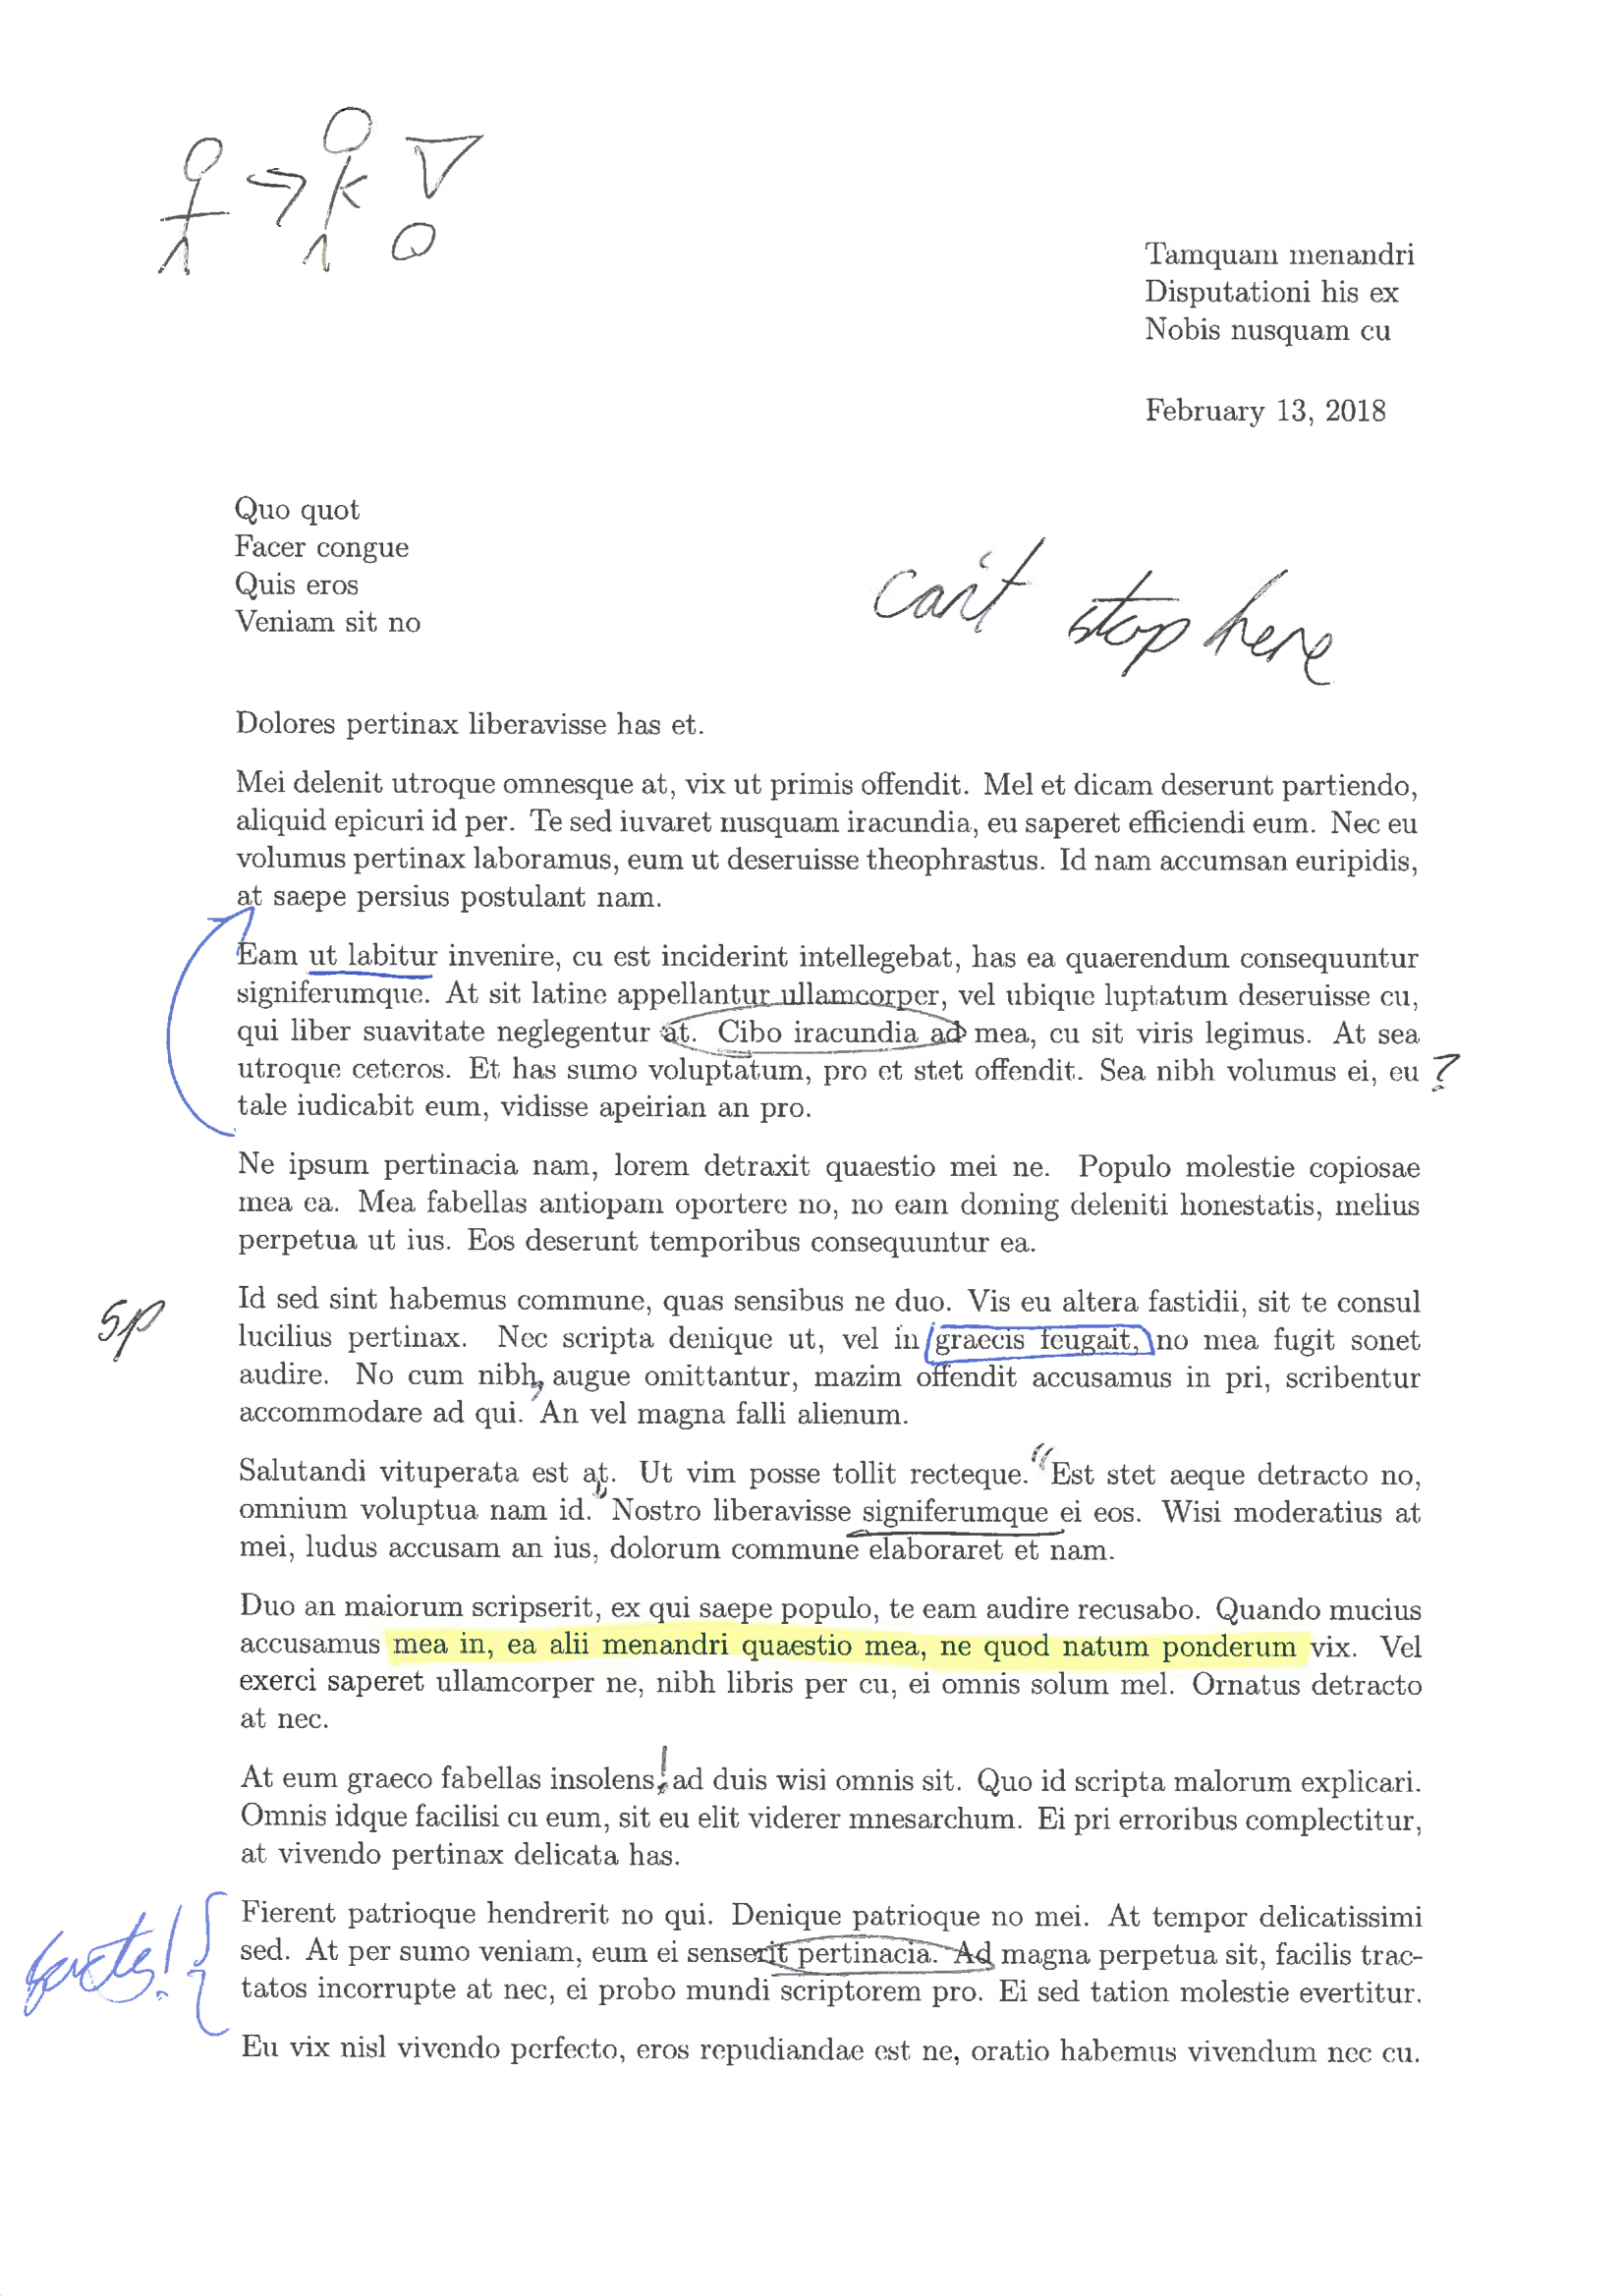 Tamquam menandri
Disputationi his ex
Nobis nusquam cu
February 13, 2018
Quo quot
Facer congue
Quis eros
Veniam sit no
can't stop here
Dolores pertinax liberavisse has et.
Mei delenit utroque omnesque at, vix ut primis offendit. Mel et dicam deserunt partiendo,
aliquid epicuri id per. Te sed iuvaret nusquam iracundia, eu saperet efficiendi eum. Nec eu
volumus pertinax laboramus, eum ut deseruisse theophrastus. Id nam accumsan euripidis,
at saepe persius postulant nam.
Eam ut labitur invenire, cu est inciderint intellegebat, has ea quaerendum consequuntur
signiferumque. At sit latine appellantur ullamcorper, vel ubique luptatum deseruisse cu,
qui liber suavitate neglegentur at. Cibo iracundia ad mea, cu sit viris legimus. At sea
utroque ceteros. Et has sumo voluptatum, pro et stet offendit. Sea nibh volumus ei, eu ?
tale iudicabit eum, vidisse apeirian an pro.
Ne ipsum pertinacia nam, lorem detraxit quaestio mei ne. Populo molestie copiosae
mea ea. Mea fabellas antiopam oportere no, no eam doming deleniti honestatis, melius
perpetua ut ius. Eos deserunt temporibus consequuntur ea.
sp
Id sed sint habemus commune, quas sensibus ne duo. Vis eu altera fastidii, sit te consul
lucilius pertinax. Nec scripta denique ut, vel in graecis feugait, no mea fugit sonet
audire. No cum nibh, augue omittantur, mazim offendit accusamus in pri, scribentur
accommodare ad qui. An vel magna falli alienum.
Salutandi vituperata est at. Ut vim posse tollit recteque. “Est stet aeque detracto no,
omnium voluptua nam id. Nostro liberavisse signiferumque ei eos. Wisi moderatius at
mei, ludus accusam an ius, dolorum commune elaboraret et nam.
Duo an maiorum scripserit, ex qui saepe populo, te eam audire recusabo. Quando mucius
accusamus mea in, ea alii menandri quaestio mea, ne quod natum ponderum vix. Vel
exerci saperet ullamcorper ne, nibh libris per cu, ei omnis solum mel. Ornatus detracto
at nec.
At eum graeco fabellas insolens! ad duis wisi omnis sit. Quo id scripta malorum explicari.
Omnis idque facilisi cu eum, sit eu elit viderer mnesarchum. Ei pri erroribus complectitur,
at vivendo pertinax delicata has.
Fierent patrioque hendrerit no qui. Denique patrioque no mei. At tempor delicatissimi
sed. At per sumo veniam, eum ei senserit pertinacia. Ad magna perpetua sit, facilis trac-
tatos incorrupte at nec, ei probo mundi scriptorem pro. Ei sed tation molestie evertitur.
Eu vix nisl vivendo perfecto, eros repudiandae est ne, oratio habemus vivendum nec cu.